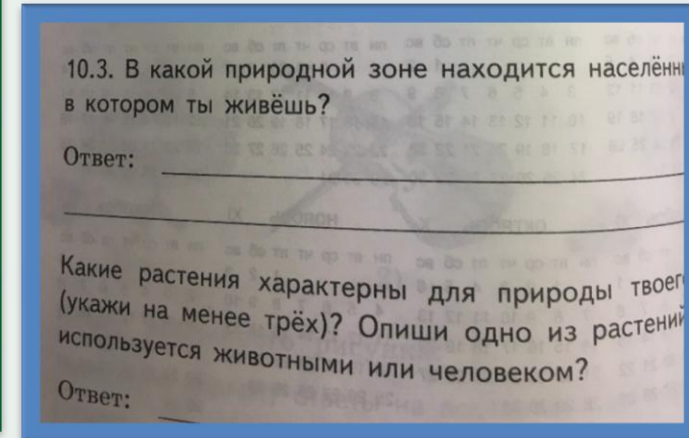 10.3. В какой природной зоне находится населённ
в котором ты живёшь?
Ответ:
Какие растения характерны для природы твоег
(укажи на менее трёх)? Опиши одно из растений
используется животными или человеком?
Ответ: